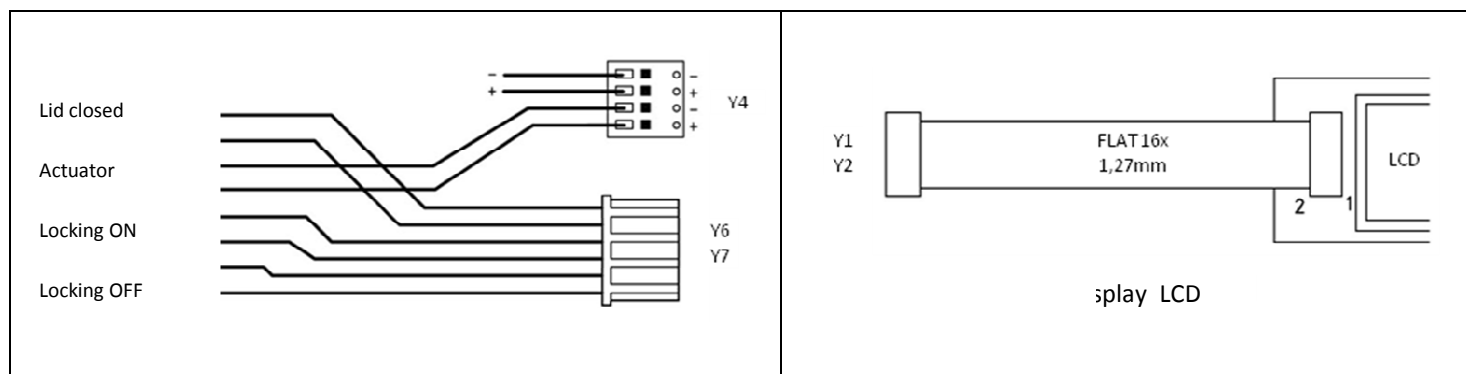 Lid closed
Actuator
Locking ON
Locking OFF
–
+
–
+
–
+
Y4
Y6
Y7
Y1
Y2
FLAT 16x
1,27mm
2
1
LCD
splay LCD